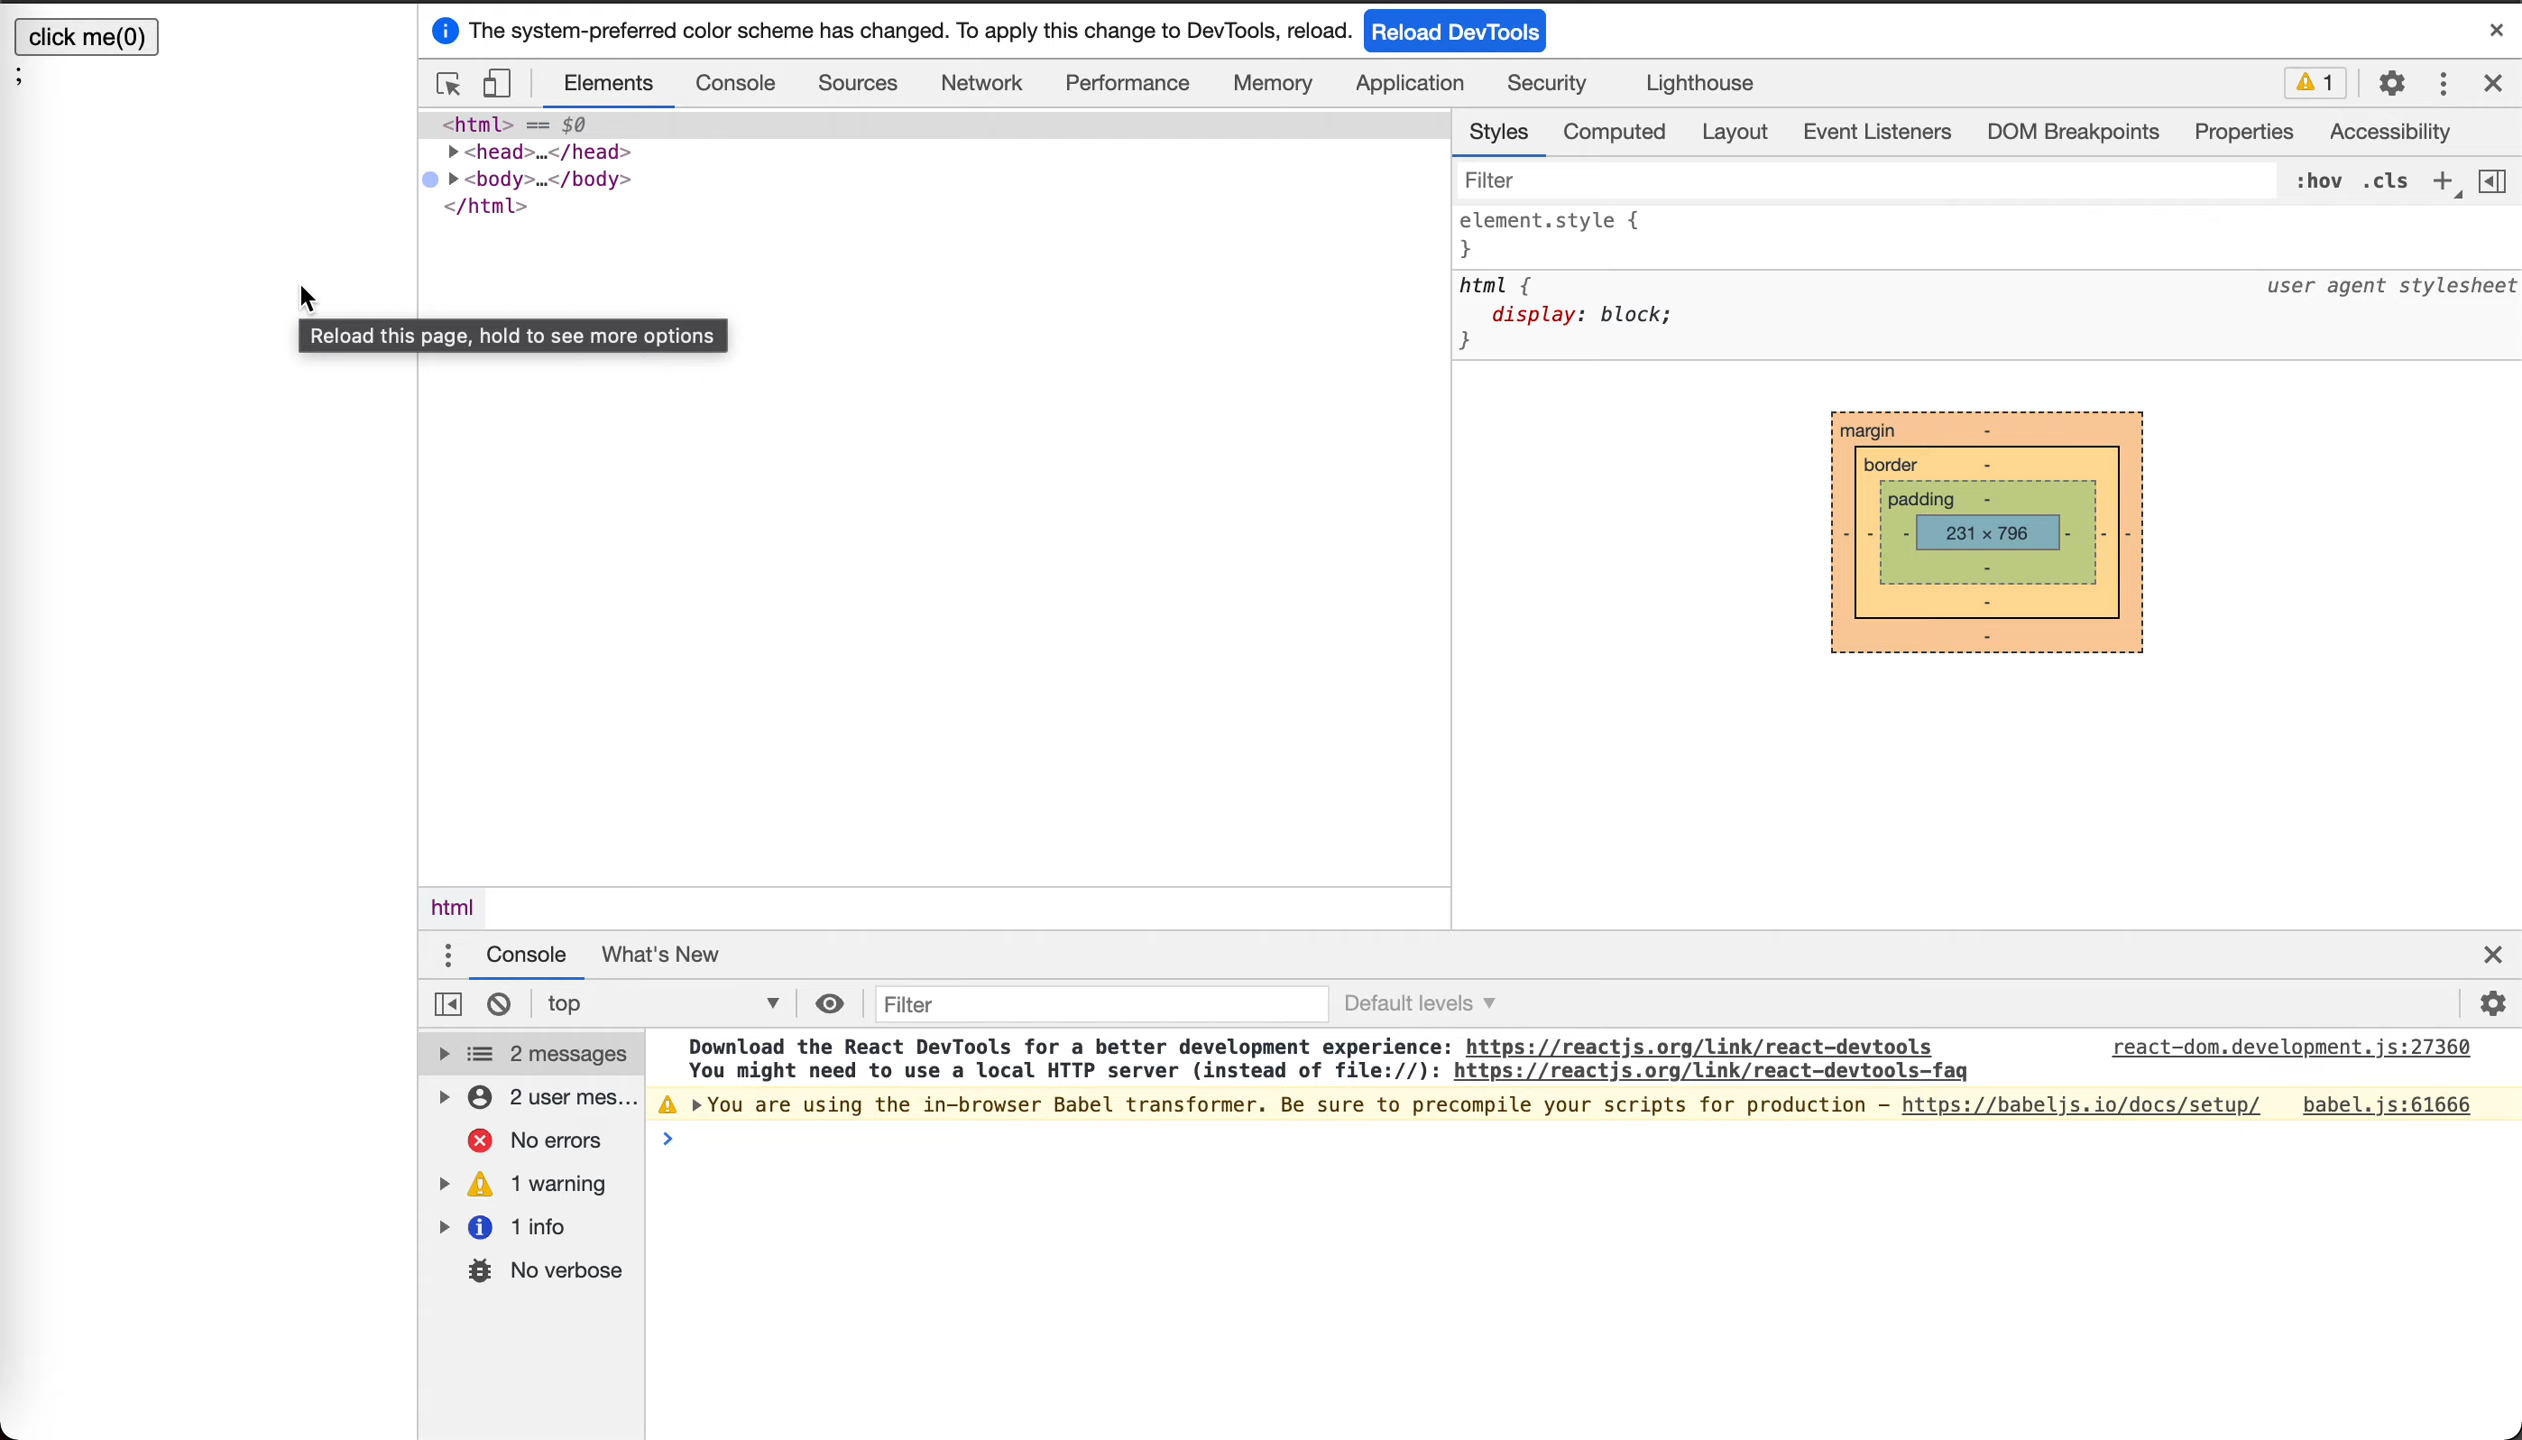 click me(0)
;
The system-preferred color scheme has changed. To apply this change to DevTools, reload. Reload DevTools
Elements Console Sources Network Performance Memory Application Security Lighthouse 1
<html> == $0
<head>…</head>
<body>…</body>
</html>
Reload this page, hold to see more options
html
Styles Computed Layout Event Listeners DOM Breakpoints Properties Accessibility
Filter :hov .cls
element.style {
}
html { user agent stylesheet
display: block;
}
margin -
border -
padding -
- - - 231 × 796 - - -
-
-
-
Console What's New
top Filter Default levels
2 messages
2 user mes…
No errors
1 warning
1 info
No verbose
Download the React DevTools for a better development experience: https://reactjs.org/link/react-devtools react-dom.development.js:27360
You might need to use a local HTTP server (instead of file://): https://reactjs.org/link/react-devtools-faq
You are using the in-browser Babel transformer. Be sure to precompile your scripts for production – https://babeljs.io/docs/setup/ babel.js:61666